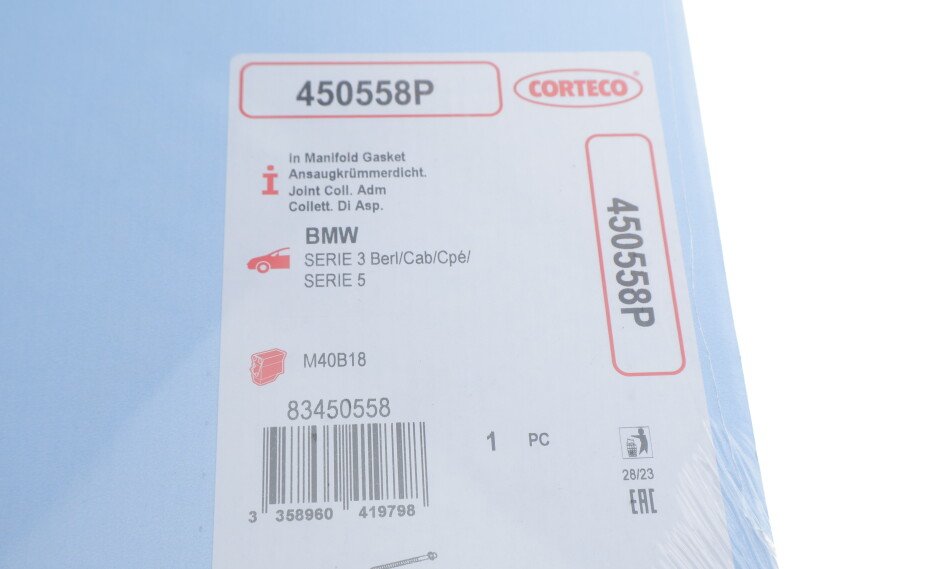 450558P
CORTECO
In Manifold Gasket
Ansaugkrümmerdicht.
Joint Coll. Adm
Collett. Di Asp.
450558P
BMW
SERIE 3 Berl/Cab/Cpé/
SERIE 5
M40B18
83450558
1 PC
28/23
EAC
3 358960 419798